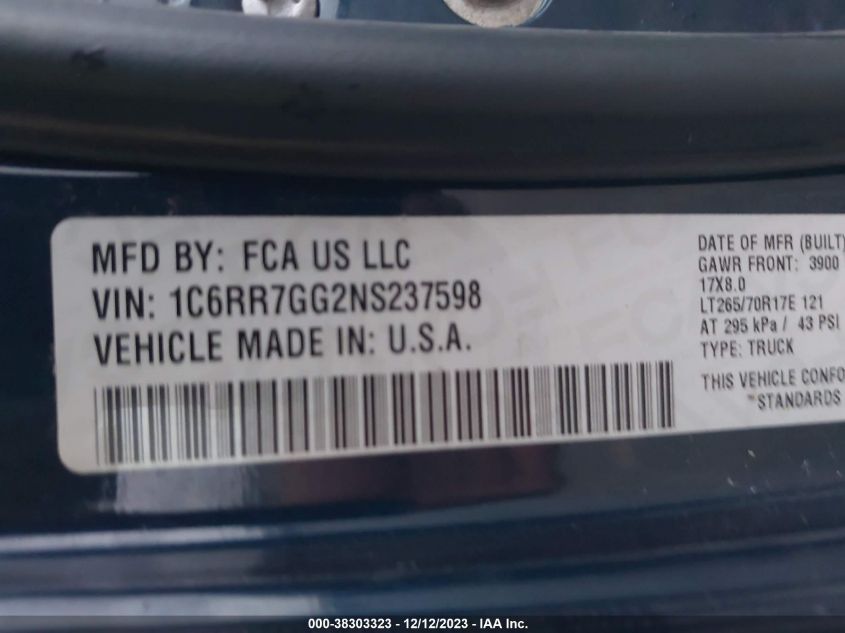 MFD BY: FCA US LLC
VIN: 1C6RR7GG2NS237598
VEHICLE MADE IN: U.S.A.
DATE OF MFR (BUILT)
GAWR FRONT: 3900
17X8.0
LT265/70R17E 121
AT 295 kPa / 43 PSI
TYPE: TRUCK
THIS VEHICLE CONFO
STANDARDS
000-38303323 - 12/12/2023 - IAA Inc.